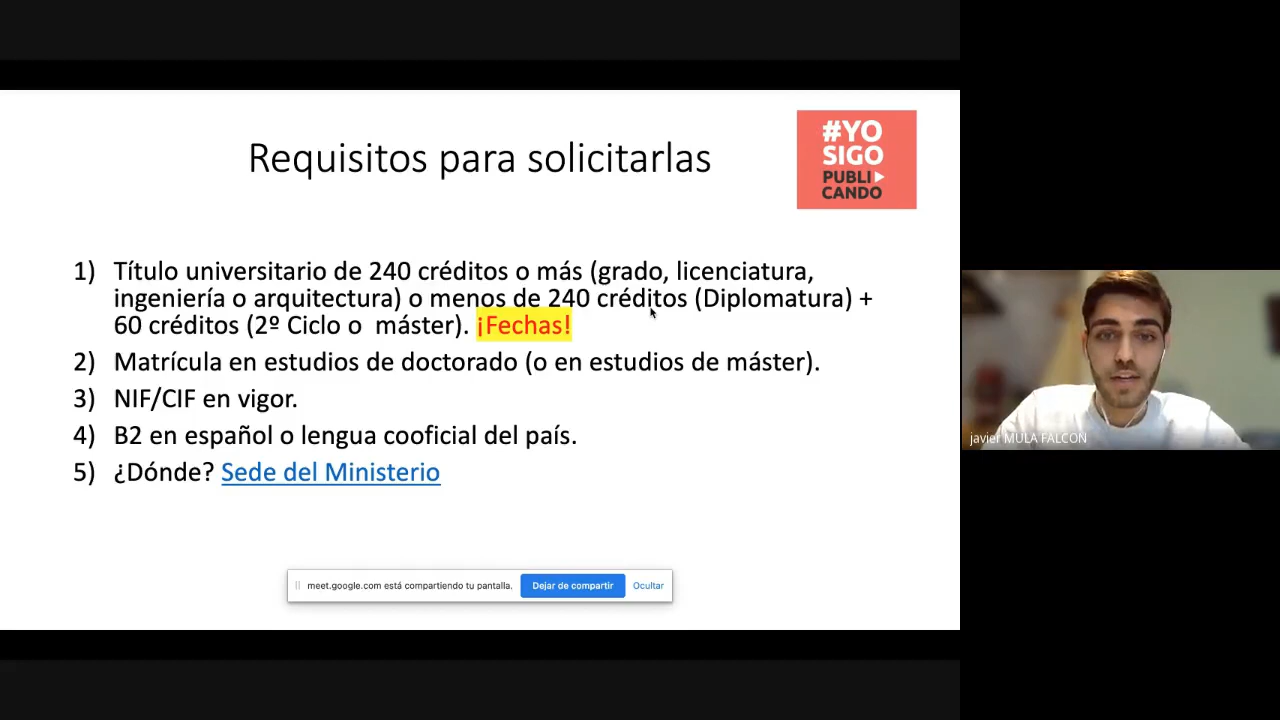 Requisitos para solicitarlas
#YO
SIGO
PUBLI
CANDO
1) Título universitario de 240 créditos o más (grado, licenciatura,
ingeniería o arquitectura) o menos de 240 créditos (Diplomatura) +
60 créditos (2º Ciclo o máster). ¡Fechas!
2) Matrícula en estudios de doctorado (o en estudios de máster).
3) NIF/CIF en vigor.
4) B2 en español o lengua cooficial del país.
5) ¿Dónde? Sede del Ministerio
meet.google.com está compartiendo tu pantalla. Dejar de compartir Ocultar
javier MULA FALCON